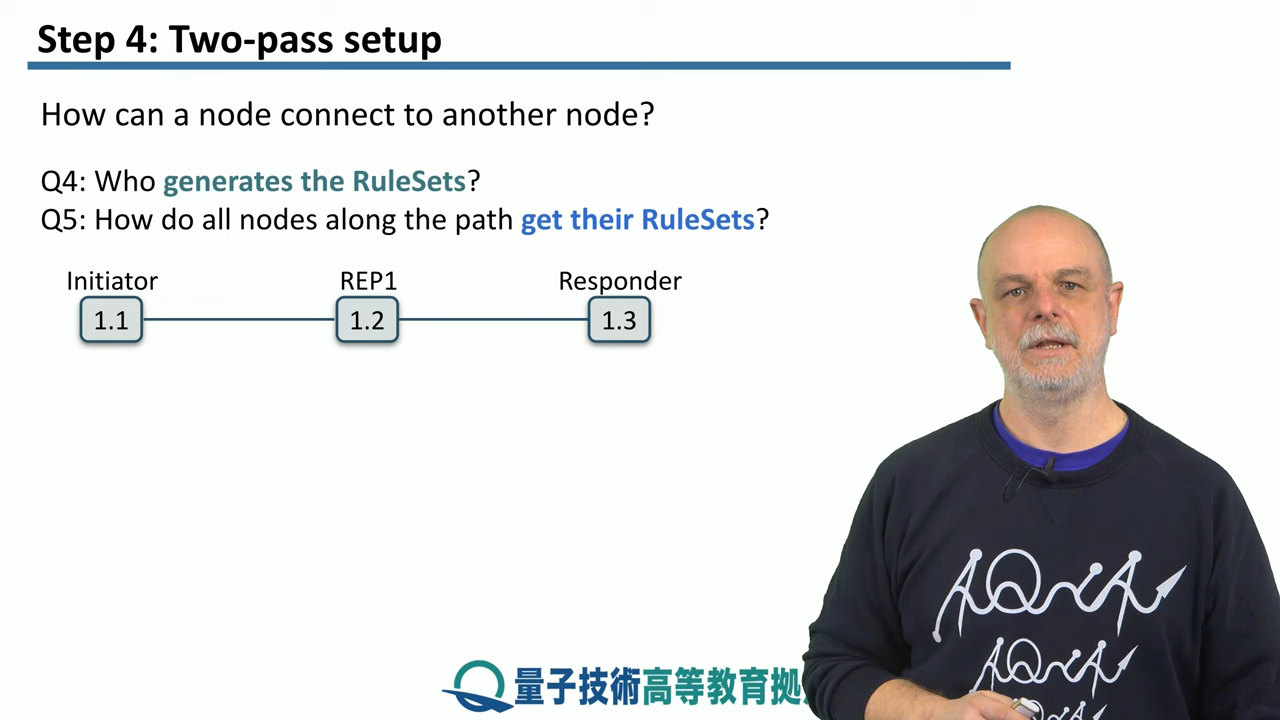 Step 4: Two-pass setup
How can a node connect to another node?
Q4: Who generates the RuleSets?
Q5: How do all nodes along the path get their RuleSets?
Initiator REP1 Responder
1.1 1.2 1.3
AQUA
AQUA
量子技術高等教育拠